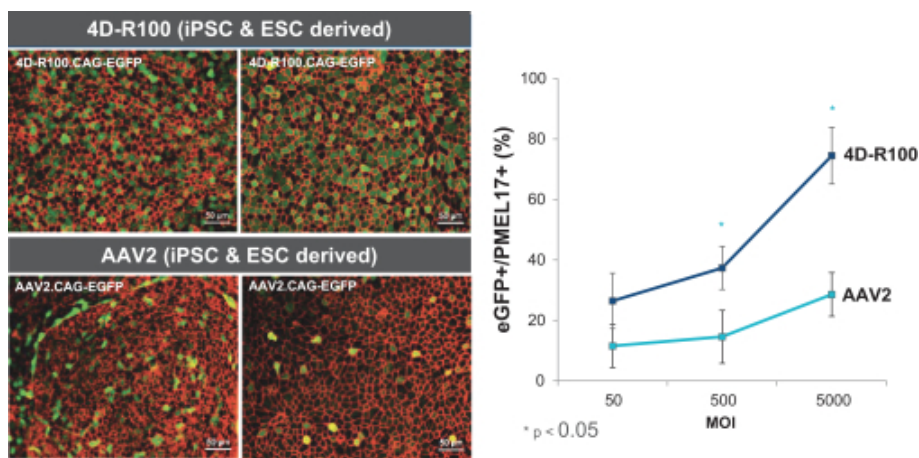 4D-R100 (iPSC & ESC derived)
4D-R100.CAG-EGFP
4D-R100.CAG-EGFP
50 µm
50 µm
AAV2 (iPSC & ESC derived)
AAV2.CAG-EGFP
AAV2.CAG-EGFP
50 µm
50 µm
eGFP+/PMEL17+ (%)
100
80
60
40
20
0
*
*
4D-R100
AAV2
50
500
5000
MOI
* p < 0.05